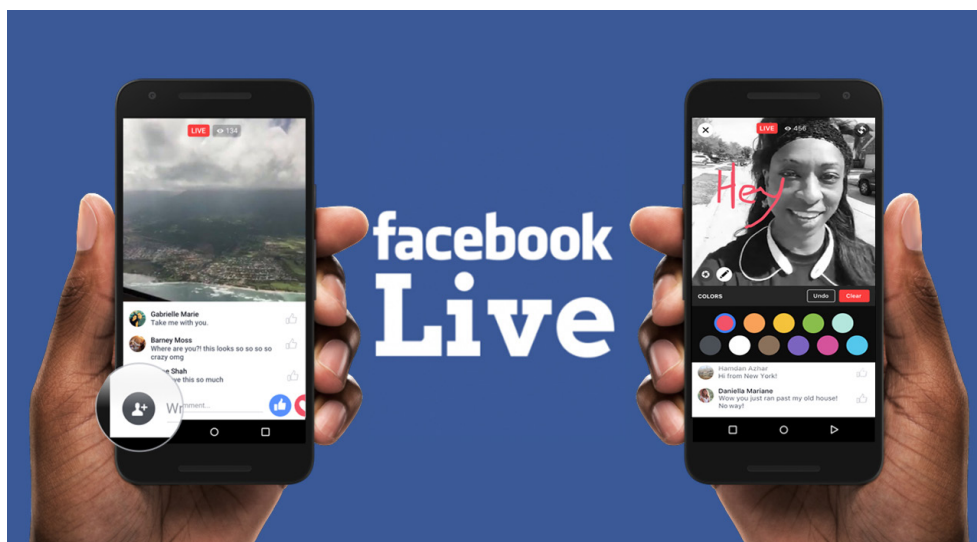 LIVE 134
Gabrielle Marie
Take me with you.
Barney Moss
Where are you?! this looks so so so so
crazy omg
Shah
this so much
facebook
Live
LIVE 456
Hey
COLORS
Undo
Clear
Hamdan Azhar
Hi from New York!
Daniella Mariane
Wow you just ran past my old house!
No way!